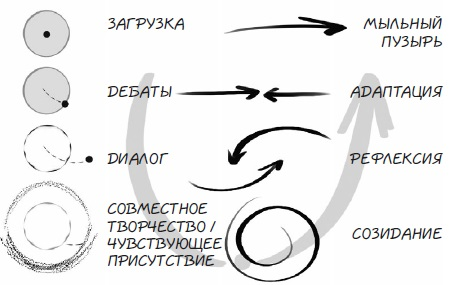 ЗАГРУЗКА
МЫЛЬНЫЙ
ПУЗЫРЬ
ДЕБАТЫ
АДАПТАЦИЯ
ДИАЛОГ
РЕФЛЕКСИЯ
СОВМЕСТНОЕ
ТВОРЧЕСТВО /
ЧУВСТВУЮЩЕЕ
ПРИСУТСТВИЕ
СОЗИДАНИЕ